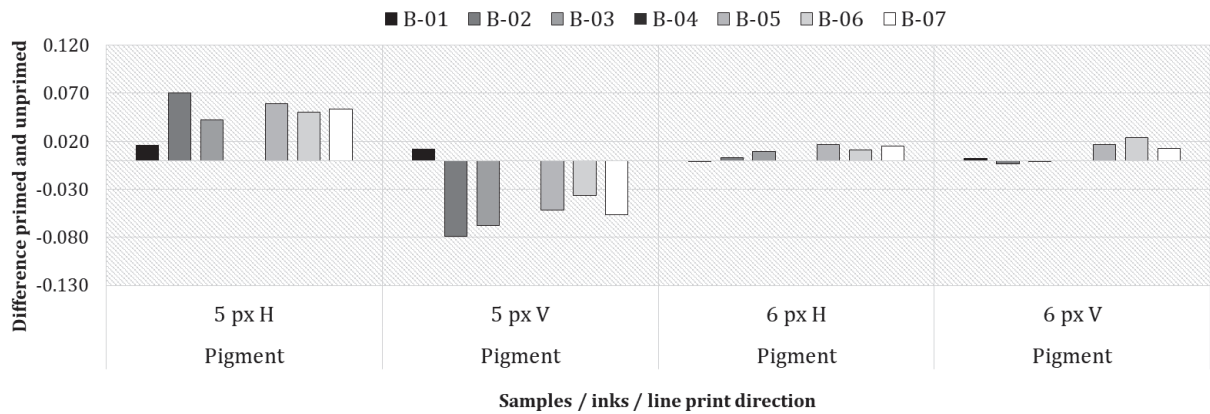 B-01 B-02 B-03 B-04 B-05 B-06 B-07
Difference primed and unprimed
0.120
0.070
0.020
-0.030
-0.080
-0.130
5 px H 5 px V 6 px H 6 px V
Pigment Pigment Pigment Pigment
Samples / inks / line print direction